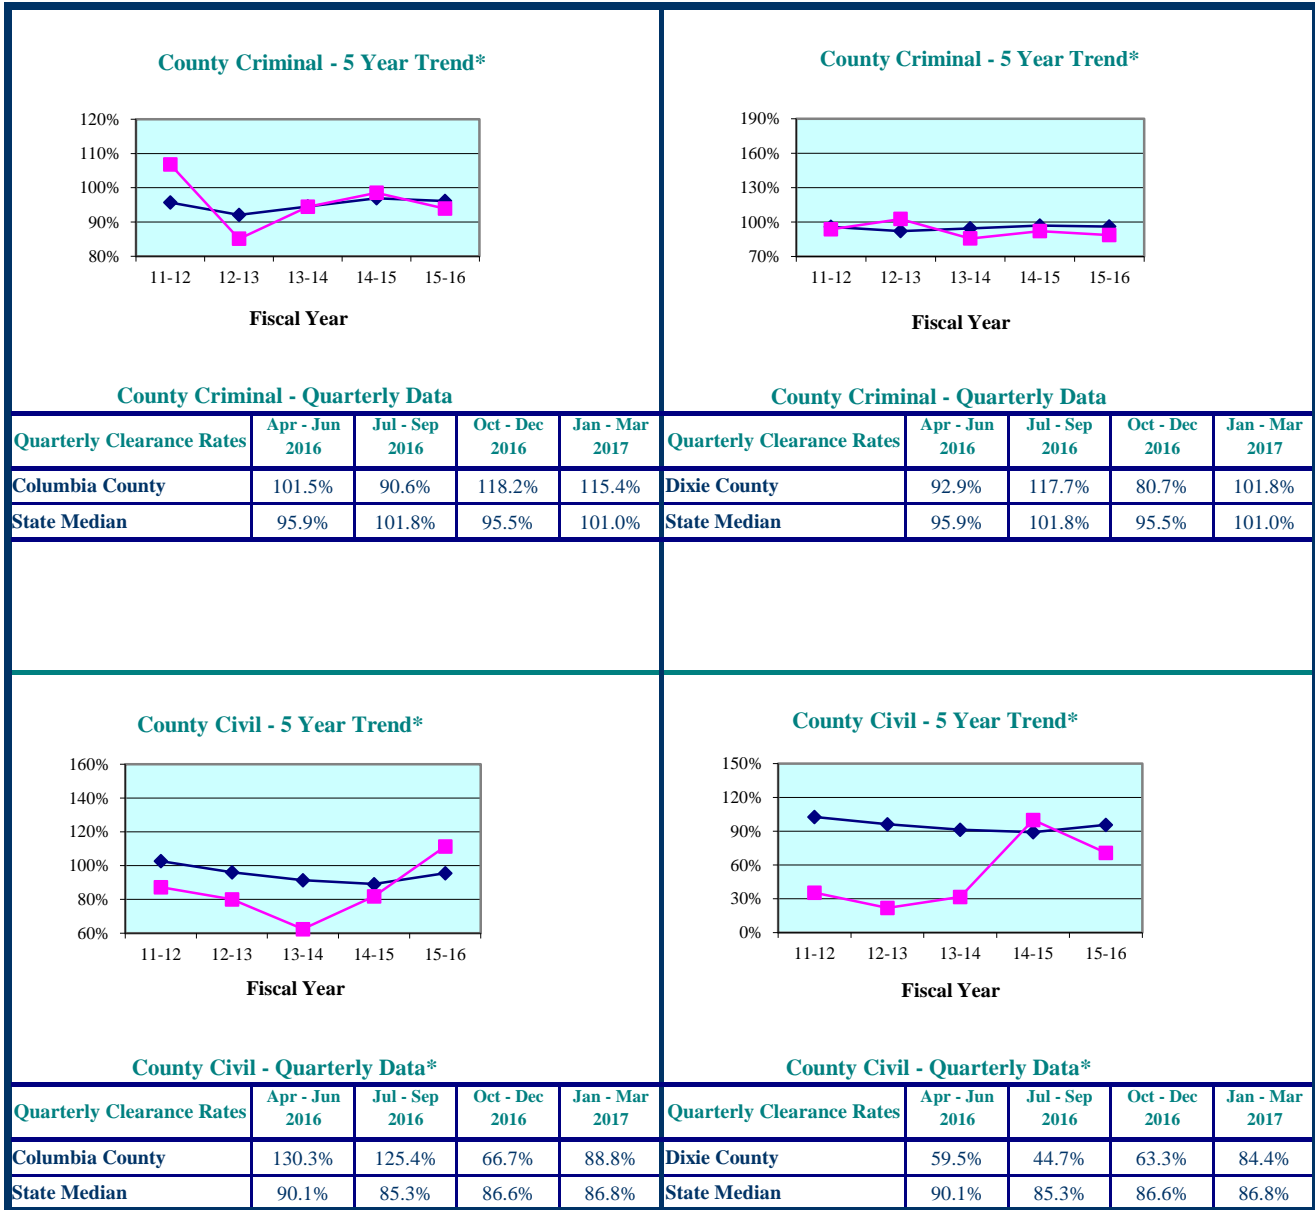 County Criminal - 5 Year Trend*
120%
110%
100%
90%
80%
11-12 12-13 13-14 14-15 15-16
Fiscal Year
County Criminal - Quarterly Data
Quarterly Clearance Rates Apr - Jun 2016 Jul - Sep 2016 Oct - Dec 2016 Jan - Mar 2017
Columbia County 101.5% 90.6% 118.2% 115.4%
State Median 95.9% 101.8% 95.5% 101.0%
County Criminal - 5 Year Trend*
190%
160%
130%
100%
70%
11-12 12-13 13-14 14-15 15-16
Fiscal Year
County Criminal - Quarterly Data
Quarterly Clearance Rates Apr - Jun 2016 Jul - Sep 2016 Oct - Dec 2016 Jan - Mar 2017
Dixie County 92.9% 117.7% 80.7% 101.8%
State Median 95.9% 101.8% 95.5% 101.0%
County Civil - 5 Year Trend*
160%
140%
120%
100%
80%
60%
11-12 12-13 13-14 14-15 15-16
Fiscal Year
County Civil - Quarterly Data*
Quarterly Clearance Rates Apr - Jun 2016 Jul - Sep 2016 Oct - Dec 2016 Jan - Mar 2017
Columbia County 130.3% 125.4% 66.7% 88.8%
State Median 90.1% 85.3% 86.6% 86.8%
County Civil - 5 Year Trend*
150%
120%
90%
60%
30%
0%
11-12 12-13 13-14 14-15 15-16
Fiscal Year
County Civil - Quarterly Data*
Quarterly Clearance Rates Apr - Jun 2016 Jul - Sep 2016 Oct - Dec 2016 Jan - Mar 2017
Dixie County 59.5% 44.7% 63.3% 84.4%
State Median 90.1% 85.3% 86.6% 86.8%